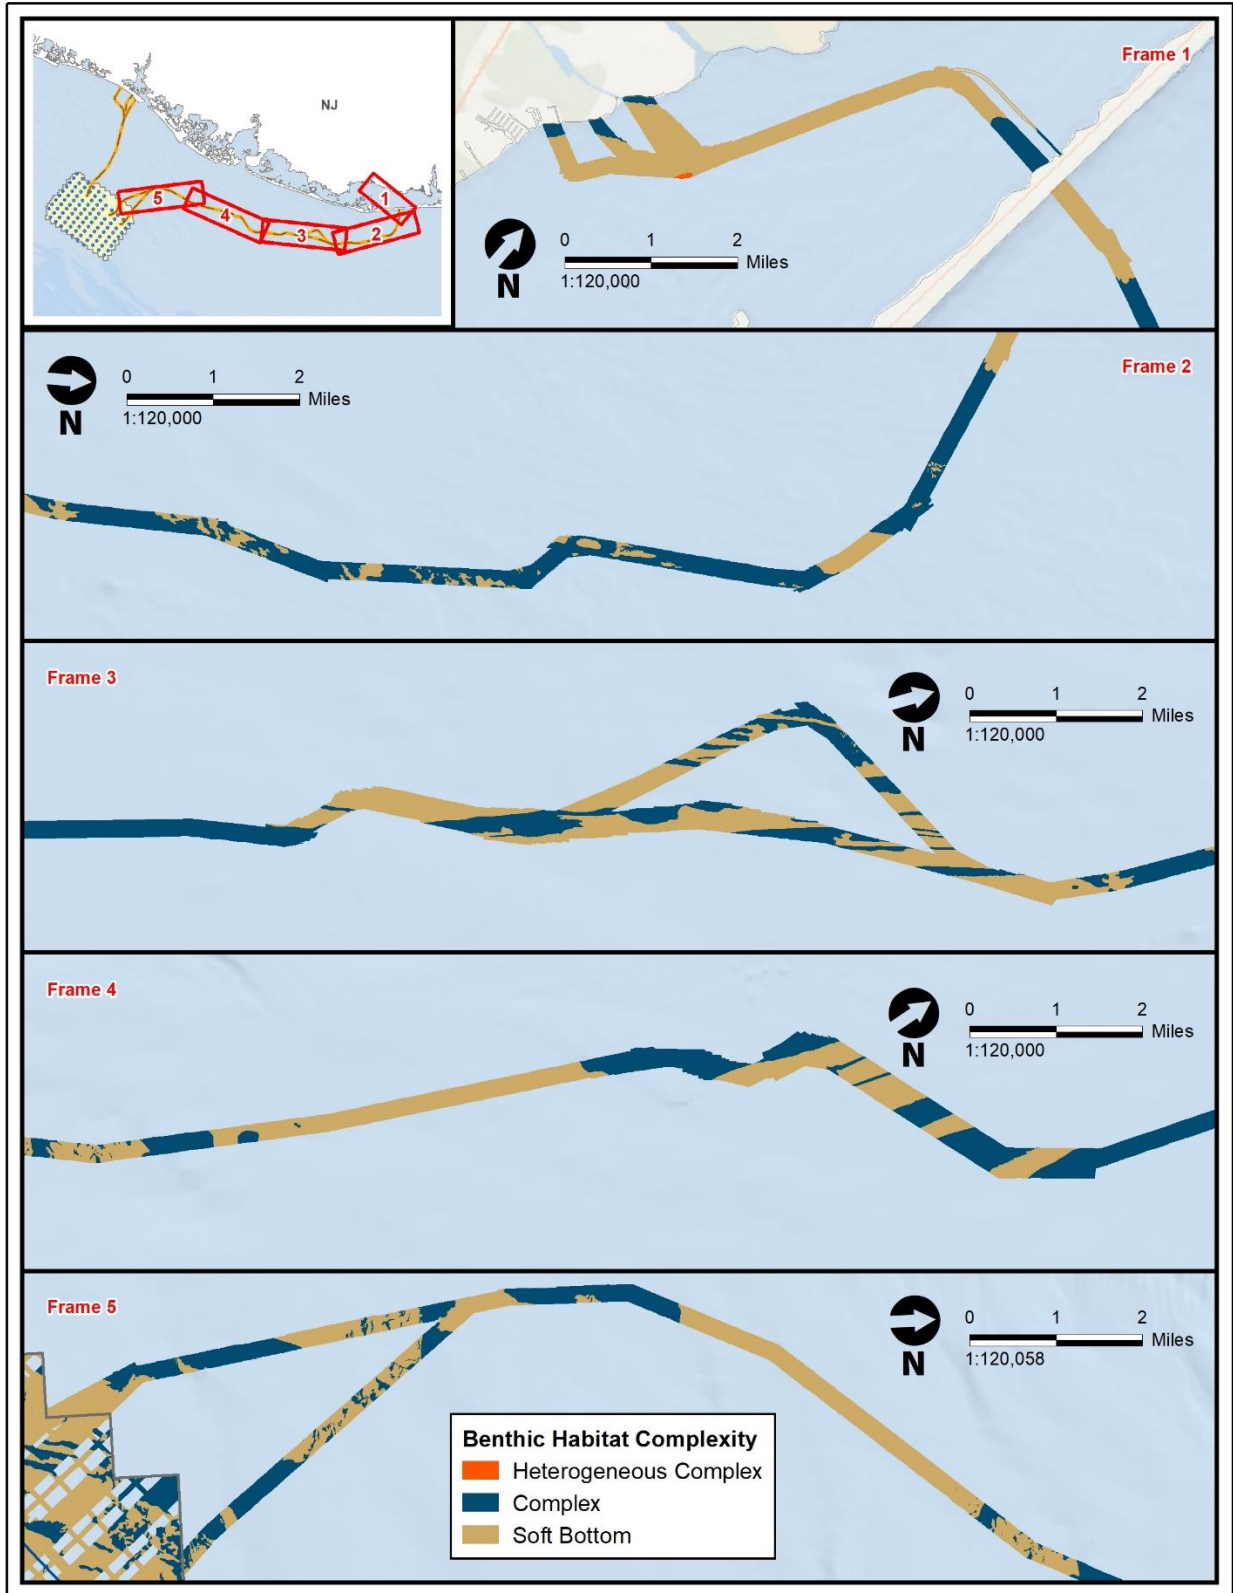 NJ
1
2
3
4
5
Frame 1
0 1 2
Miles
1:120,000
N
Frame 2
0 1 2
Miles
1:120,000
N
Frame 3
0 1 2
Miles
1:120,000
N
Frame 4
0 1 2
Miles
1:120,000
N
Frame 5
0 1 2
Miles
1:120,058
N
Benthic Habitat Complexity
Heterogeneous Complex
Complex
Soft Bottom